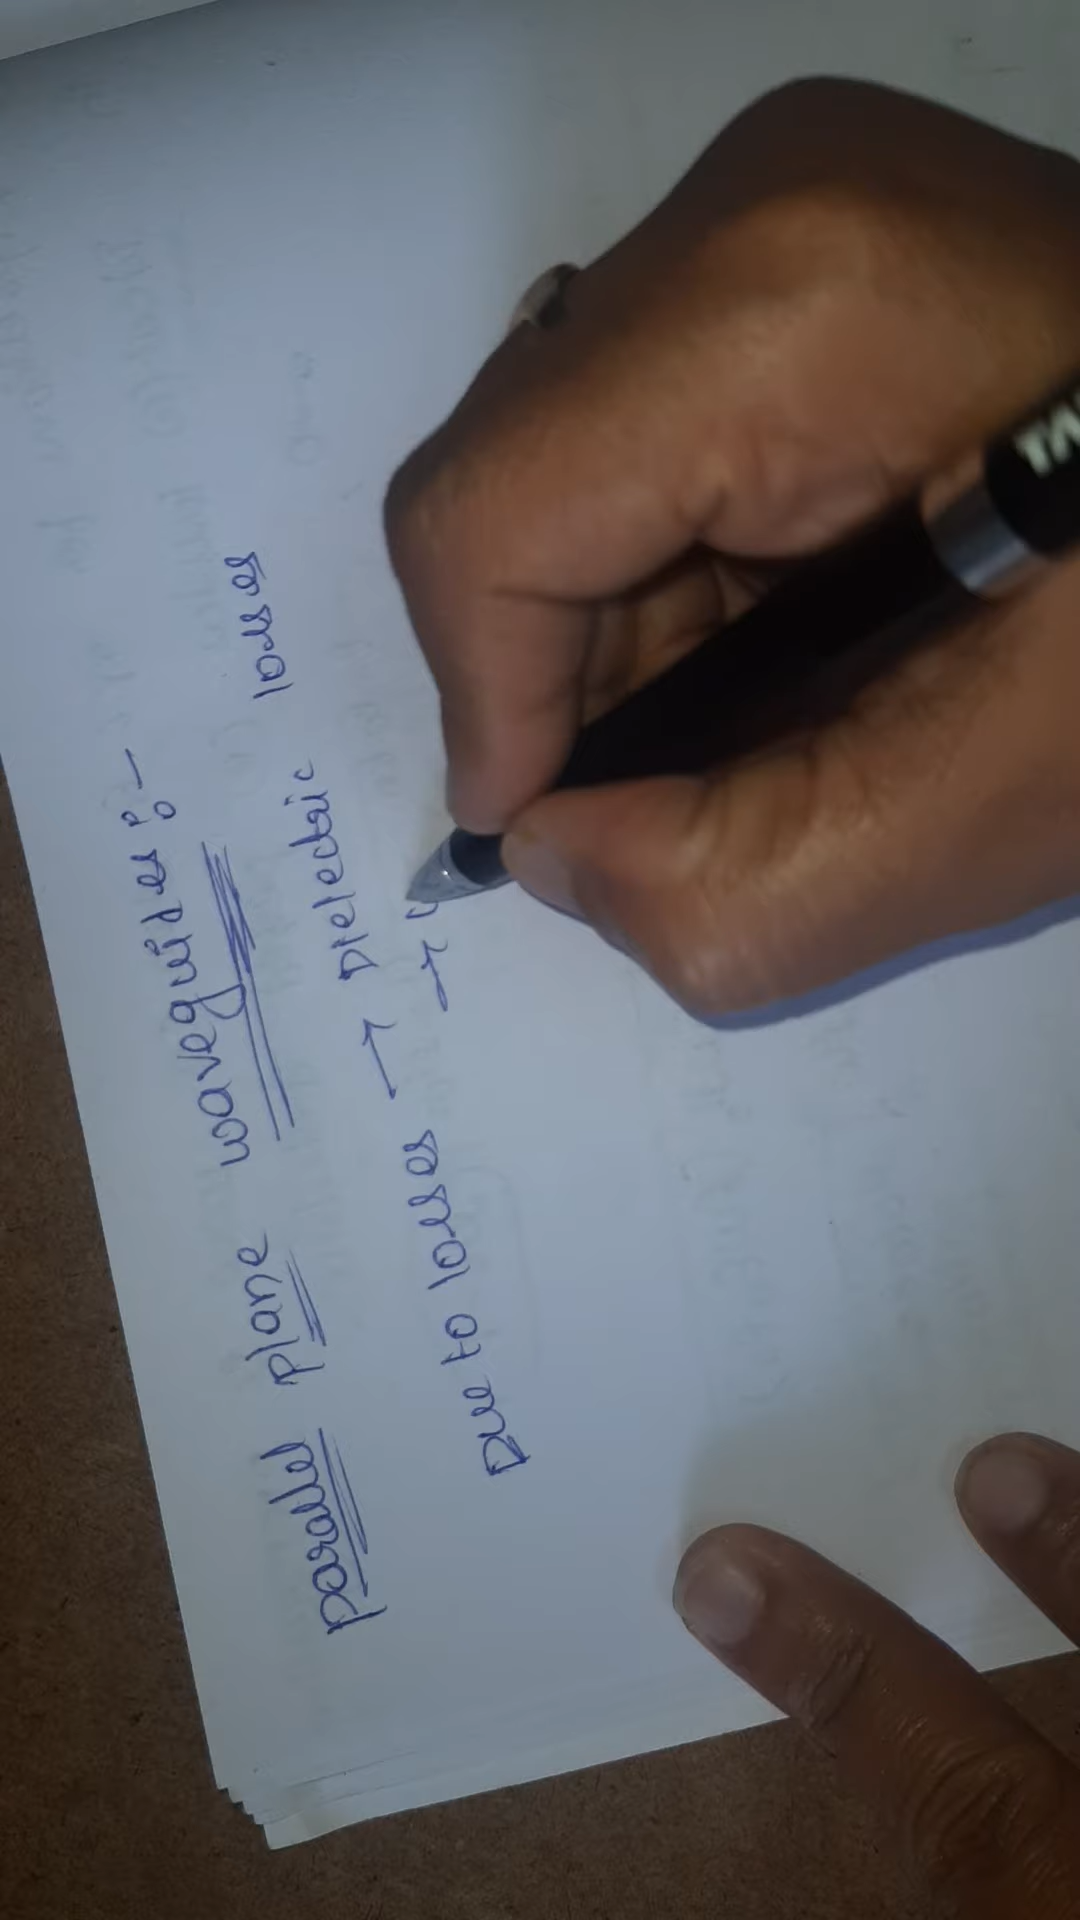 Parallel Plane waveguides :-
Due to losses → Dielectric losses
→